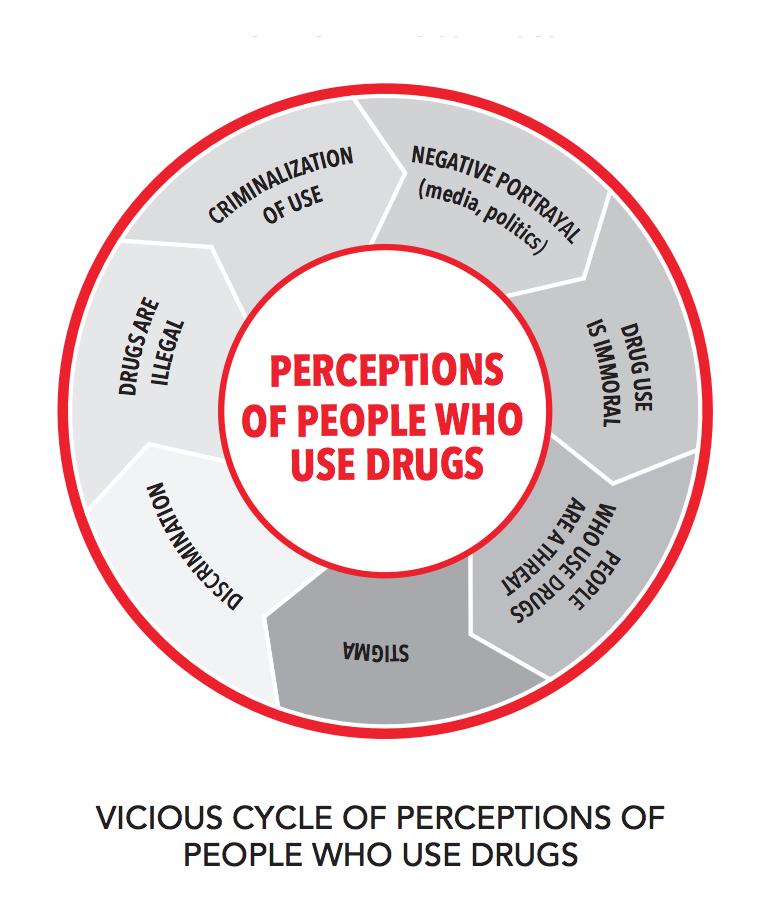 CRIMINALIZATION
OF USE
NEGATIVE PORTRAYAL
(media, politics)
DRUG USE
IS IMMORAL
PEOPLE
WHO USE DRUGS
ARE A THREAT
STIGMA
DISCRIMINATION
DRUGS ARE
ILLEGAL
PERCEPTIONS
OF PEOPLE WHO
USE DRUGS
VICIOUS CYCLE OF PERCEPTIONS OF
PEOPLE WHO USE DRUGS